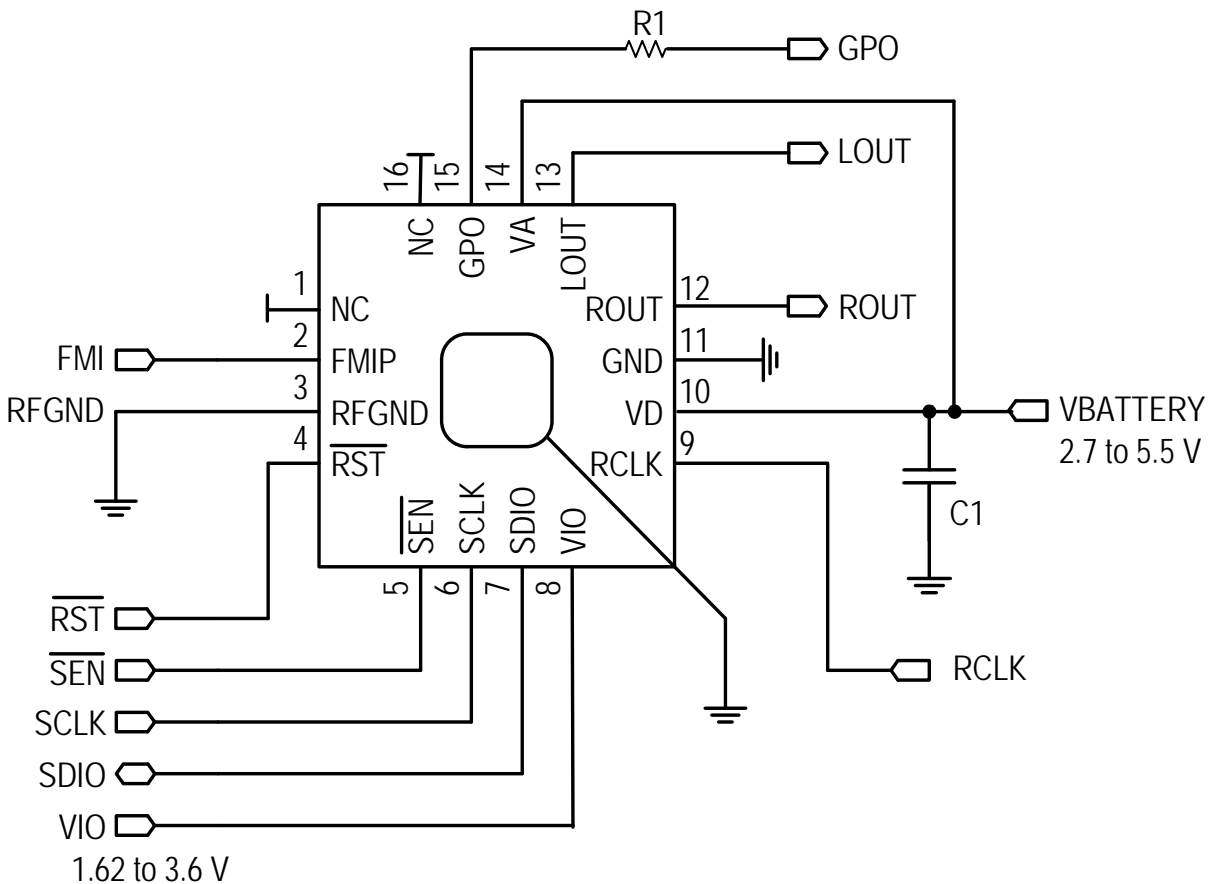 R1
GPO
LOUT
16
15
14
13
NC
GPO
VA
LOUT
1
NC
ROUT
12
ROUT
FMI
2
FMIP
GND
11
RFGND
3
RFGND
VD
10
VBATTERY
2.7 to 5.5 V
4
RST
RCLK
9
C1
SEN
SCLK
SDIO
VIO
5
6
7
8
RST
SEN
RCLK
SCLK
SDIO
VIO
1.62 to 3.6 V